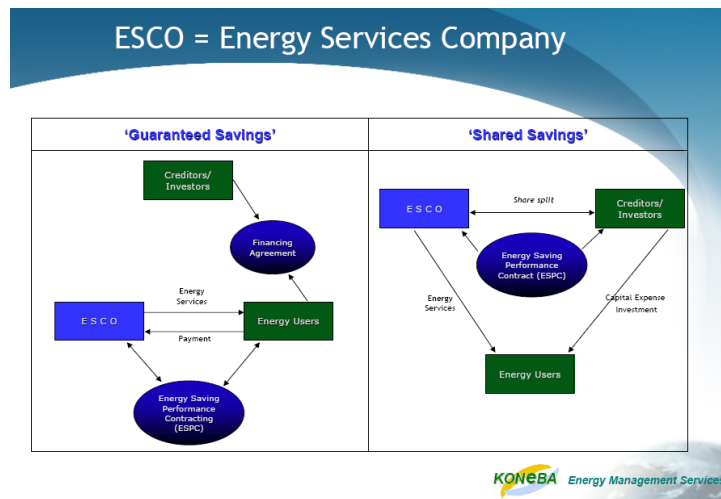 ESCO = Energy Services Company
'Guaranteed Savings'
'Shared Savings'
Creditors/
Investors
Financing
Agreement
Energy
Services
E S C O
Energy Users
Payment
Energy Saving
Performance
Contracting
(ESPC)
E S C O
Share split
Creditors/
Investors
Energy Saving
Performance
Contract (ESPC)
Energy
Services
Capital Expense
Investment
Energy Users
KONeBA Energy Management Service